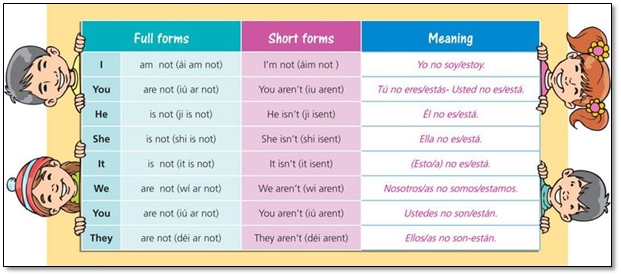 Full forms Short forms Meaning
I am not (ái am not) I'm not (áim not ) Yo no soy/estoy.
You are not (iú ar not) You aren't (iu arent) Tú no eres/estás- Usted no es/está.
He is not (ji is not) He isn't (ji isent) Él no es/está.
She is not (shi is not) She isn't (shi isent) Ella no es/está.
It is not (it is not) It isn't (it isent) (Esto/a) no es/está.
We are not (wí ar not) We aren't (wi arent) Nosotros/as no somos/estamos.
You are not (iú ar not) You aren't (iú arent) Ustedes no son/están.
They are not (déi ar not) They aren't (déi arent) Ellos/as no son-están.